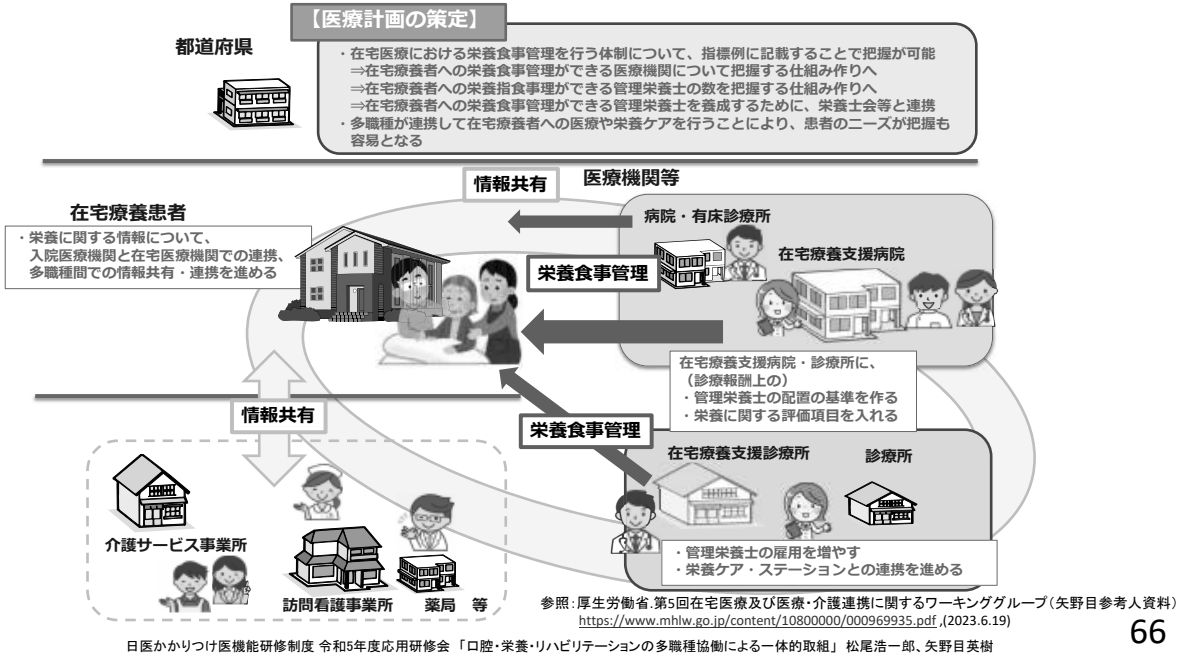 【医療計画の策定】
都道府県
・在宅医療における栄養食事管理を行う体制について、指標例に記載することで把握が可能
⇒在宅療養者への栄養食事管理ができる医療機関について把握する仕組み作りへ
⇒在宅療養者への栄養指食事理ができる管理栄養士の数を把握する仕組み作りへ
⇒在宅療養者への栄養食事管理ができる管理栄養士を養成するために、栄養士会等と連携
・多職種が連携して在宅療養者への医療や栄養ケアを行うことにより、患者のニーズが把握も
容易となる
情報共有
医療機関等
在宅療養患者
・栄養に関する情報について、
入院医療機関と在宅医療機関での連携、
多職種間での情報共有・連携を進める
病院・有床診療所
在宅療養支援病院
栄養食事管理
在宅療養支援病院・診療所に、
（診療報酬上の）
・管理栄養士の配置の基準を作る
・栄養に関する評価項目を入れる
情報共有
栄養食事管理
在宅療養支援診療所
診療所
・管理栄養士の雇用を増やす
・栄養ケア・ステーションとの連携を進める
介護サービス事業所
訪問看護事業所
薬局 等
参照：厚生労働省.第5回在宅医療及び医療・介護連携に関するワーキンググループ（矢野目参考人資料）
https://www.mhlw.go.jp/content/10800000/000969935.pdf ,(2023.6.19)
66
日医かかりつけ医機能研修制度 令和5年度応用研修会 「口腔・栄養・リハビリテーションの多職種協働による一体的取組」 松尾浩一郎、矢野目英樹